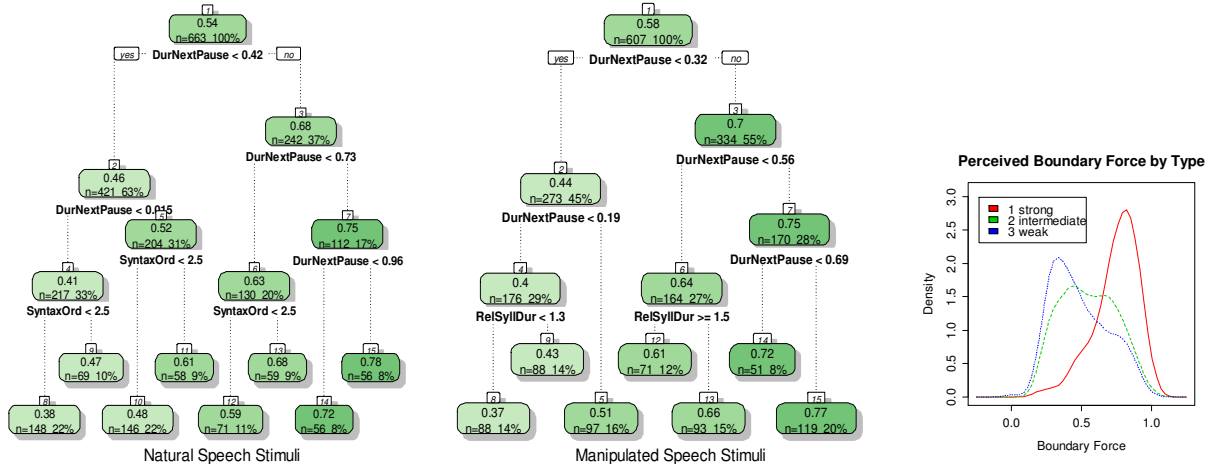 1
0.54
n=663 100%
yes
DurNextPause < 0.42
no
3
0.68
n=242 37%
DurNextPause < 0.73
2
0.46
n=421 63%
DurNextPause < 0.015
5
0.52
n=204 31%
SyntaxOrd < 2.5
7
0.75
n=112 17%
DurNextPause < 0.96
4
0.41
n=217 33%
SyntaxOrd < 2.5
6
0.63
n=130 20%
SyntaxOrd < 2.5
9
0.47
n=69 10%
11
0.61
n=58 9%
13
0.68
n=59 9%
15
0.78
n=56 8%
8
0.38
n=148 22%
10
0.48
n=146 22%
12
0.59
n=71 11%
14
0.72
n=56 8%
Natural Speech Stimuli
1
0.58
n=607 100%
yes
DurNextPause < 0.32
no
3
0.7
n=334 55%
DurNextPause < 0.56
2
0.44
n=273 45%
DurNextPause < 0.19
7
0.75
n=170 28%
DurNextPause < 0.69
4
0.4
n=176 29%
RelSyllDur < 1.3
6
0.64
n=164 27%
RelSyllDur >= 1.5
9
0.43
n=88 14%
12
0.61
n=71 12%
14
0.72
n=51 8%
8
0.37
n=88 14%
5
0.51
n=97 16%
13
0.66
n=93 15%
15
0.77
n=119 20%
Manipulated Speech Stimuli
Perceived Boundary Force by Type
1 strong
2 intermediate
3 weak
Density
3.0
2.5
2.0
1.5
1.0
0.5
0.0
0.0 0.5 1.0
Boundary Force